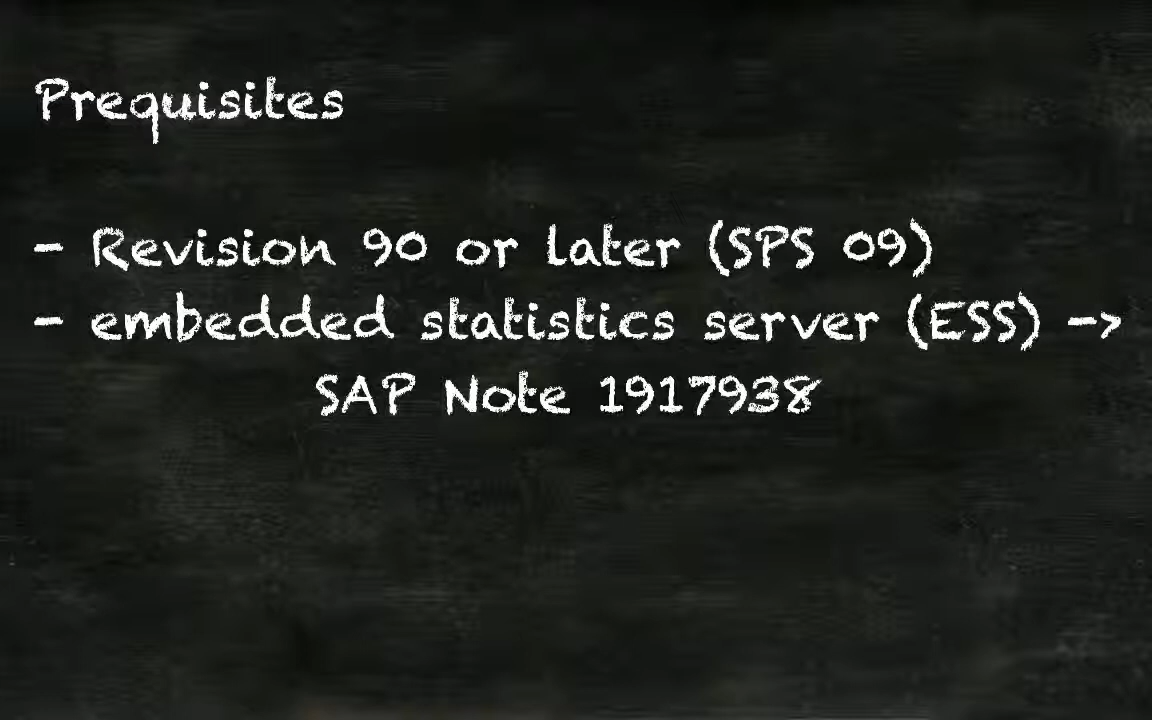 Prequisites
- Revision 90 or later (SPS 09)
- embedded statistics server (ESS) ->
SAP Note 1917938